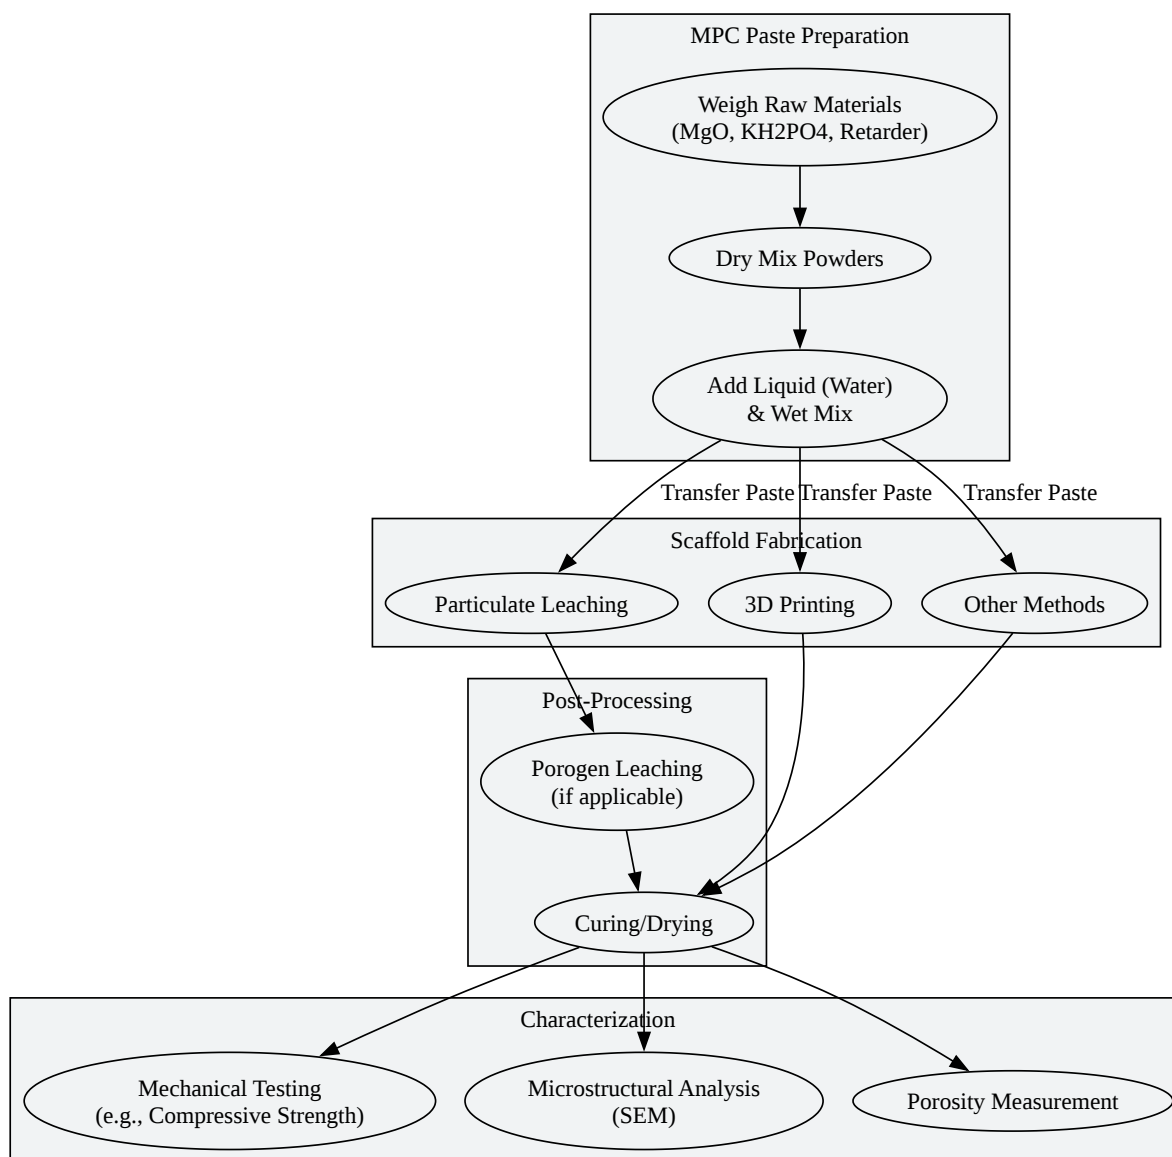 MPC Paste Preparation
Weigh Raw Materials
(MgO, KH2PO4, Retarder)
Dry Mix Powders
Add Liquid (Water)
& Wet Mix
Transfer Paste
Transfer Paste
Transfer Paste
Scaffold Fabrication
Particulate Leaching
3D Printing
Other Methods
Post-Processing
Porogen Leaching
(if applicable)
Curing/Drying
Characterization
Mechanical Testing
(e.g., Compressive Strength)
Microstructural Analysis
(SEM)
Porosity Measurement